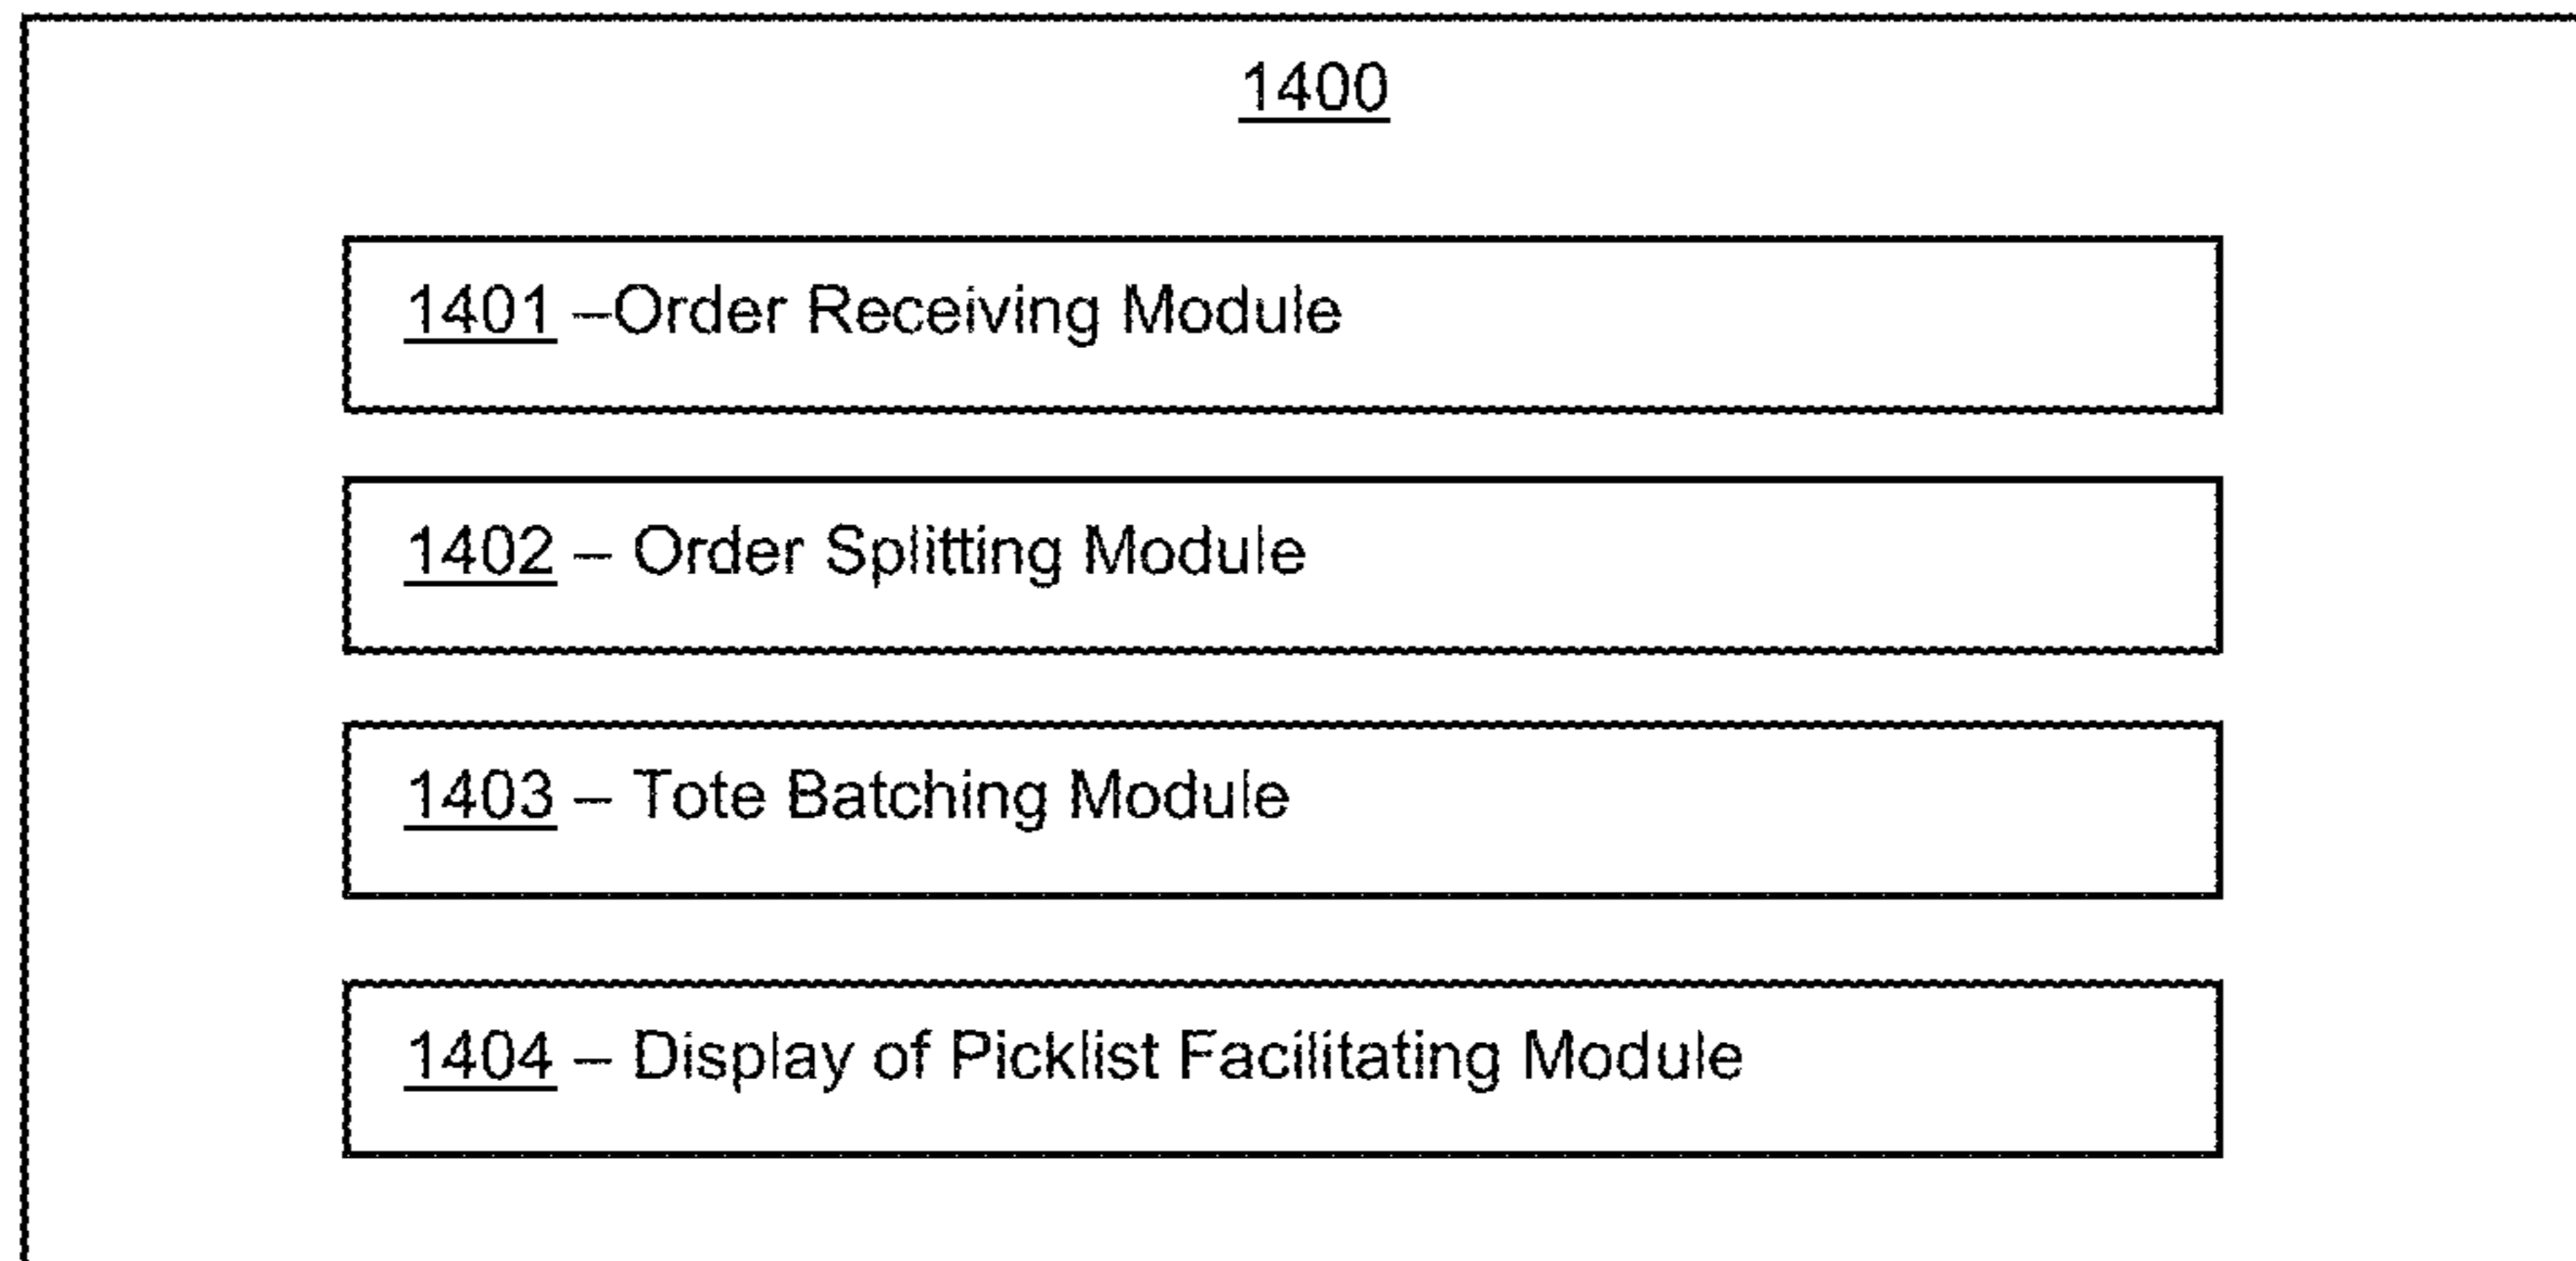 1400
1401 –Order Receiving Module
1402 – Order Splitting Module
1403 – Tote Batching Module
1404 – Display of Picklist Facilitating Module